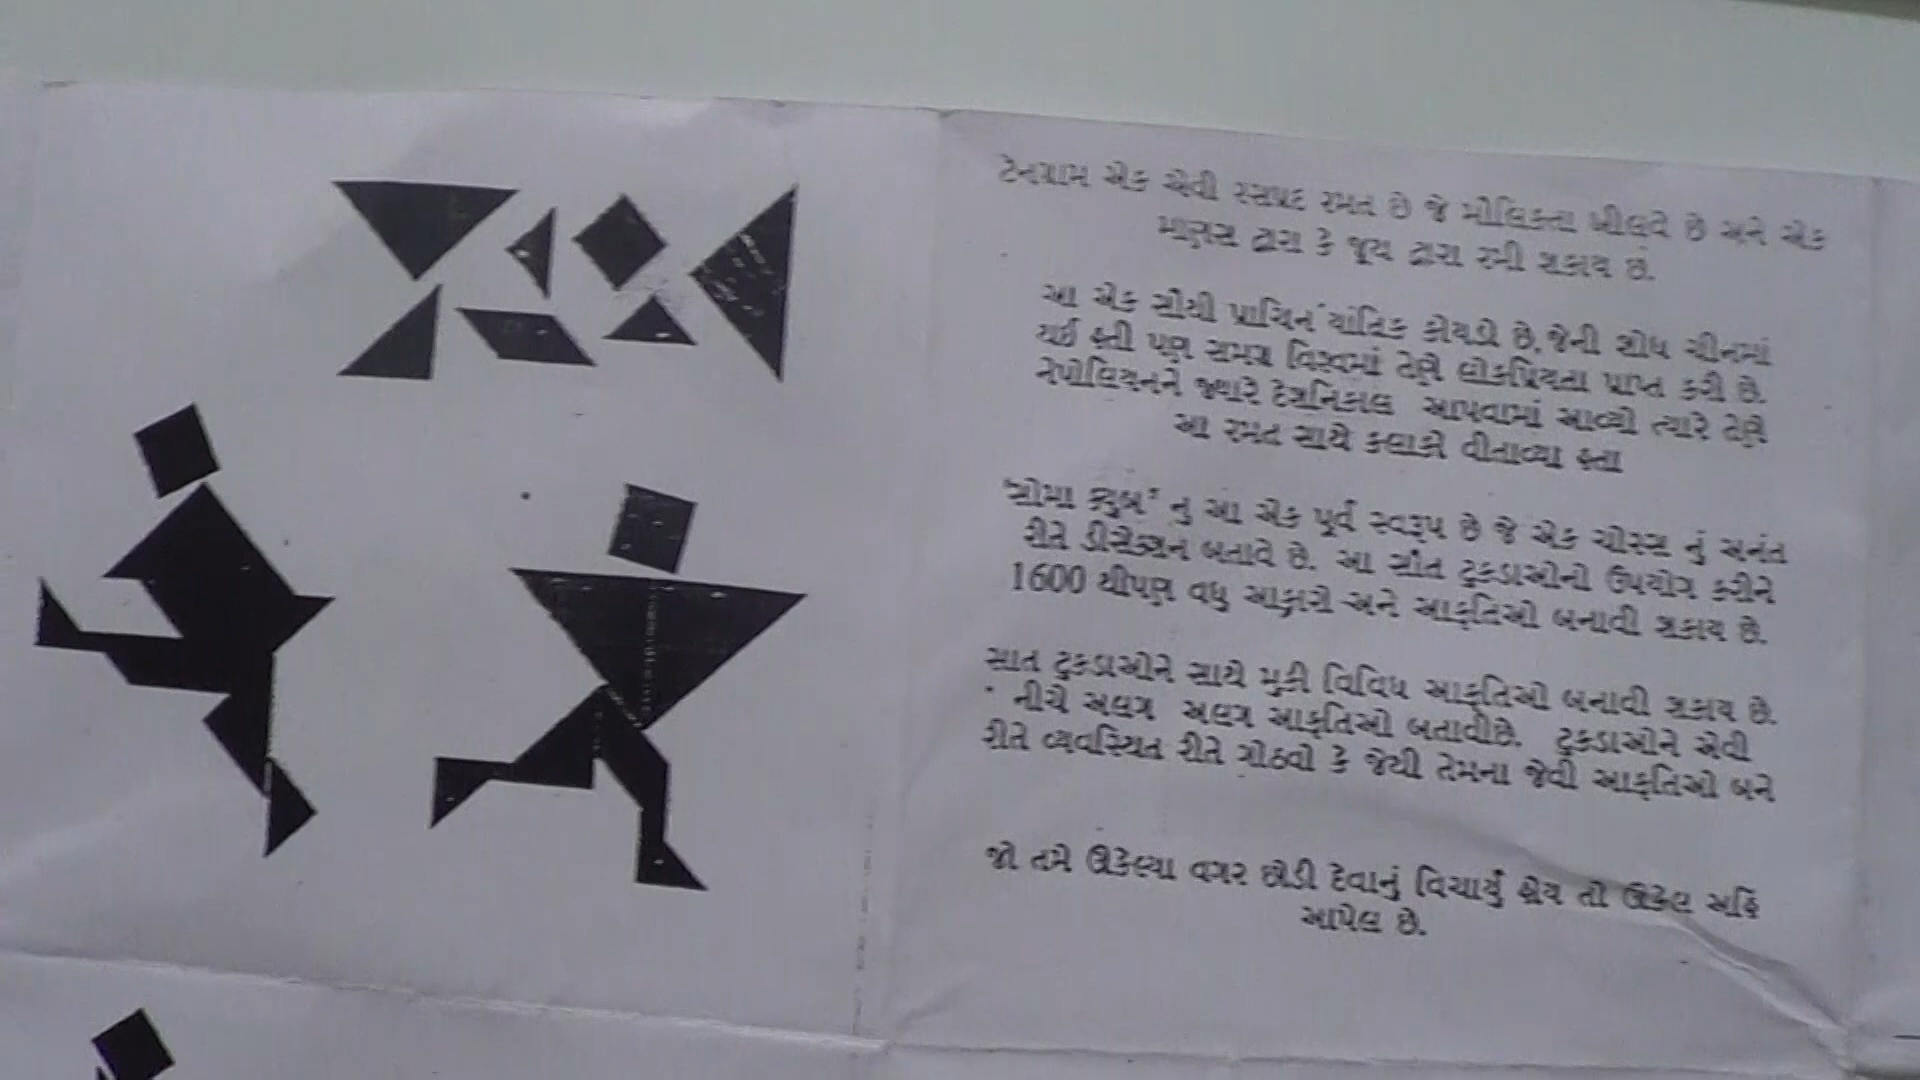 ટેનગ્રામ એક એવી રસપ્રદ રમત છે જે મૌલિકતા ખીલવે છે અને એક
માણસ દ્વારા કે જૂથ દ્વારા રમી શકાય છે.
આ એક સૌથી પ્રાચિન યાંત્રિક કોયડો છે. જેની શોધ ચીનમાં
થઈ હતી પણ સમગ્ર વિશ્વમાં તેણે લોકપ્રિયતા પ્રાપ્ત કરી છે.
નેપોલિયનને જ્યારે દેશનિકાલ આપવામાં આવ્યો ત્યારે તેણે
આ રમત સાથે કલાકો વીતાવ્યા હતા
"સોમા ક્યુબ" નુ આ એક પૂર્વ સ્વરૂપ છે જે એક ચોરસ નું અનંત
રીતે ડીસેક્શન બતાવે છે. આ સાત ટુકડાઓનો ઉપયોગ કરીને
1600 થીપણ વધુ આકારો અને આકૃતિઓ બનાવી શકાય છે.
સાત ટુકડાઓને સાથે મુકી વિવિધ આકૃતિઓ બનાવી શકાય છે.
નીચે અલગ અલગ આકૃતિઓ બતાવીછે. ટુકડાઓને એવી
રીતે વ્યવસ્થિત રીતે ગોઠવો કે જેથી તેમના જેવી આકૃતિઓ બને
જો તમે ઊકેલ્યા વગર છોડી દેવાનું વિચાર્યું હોય તો ઊકેલ અહિ
આપેલ છે.